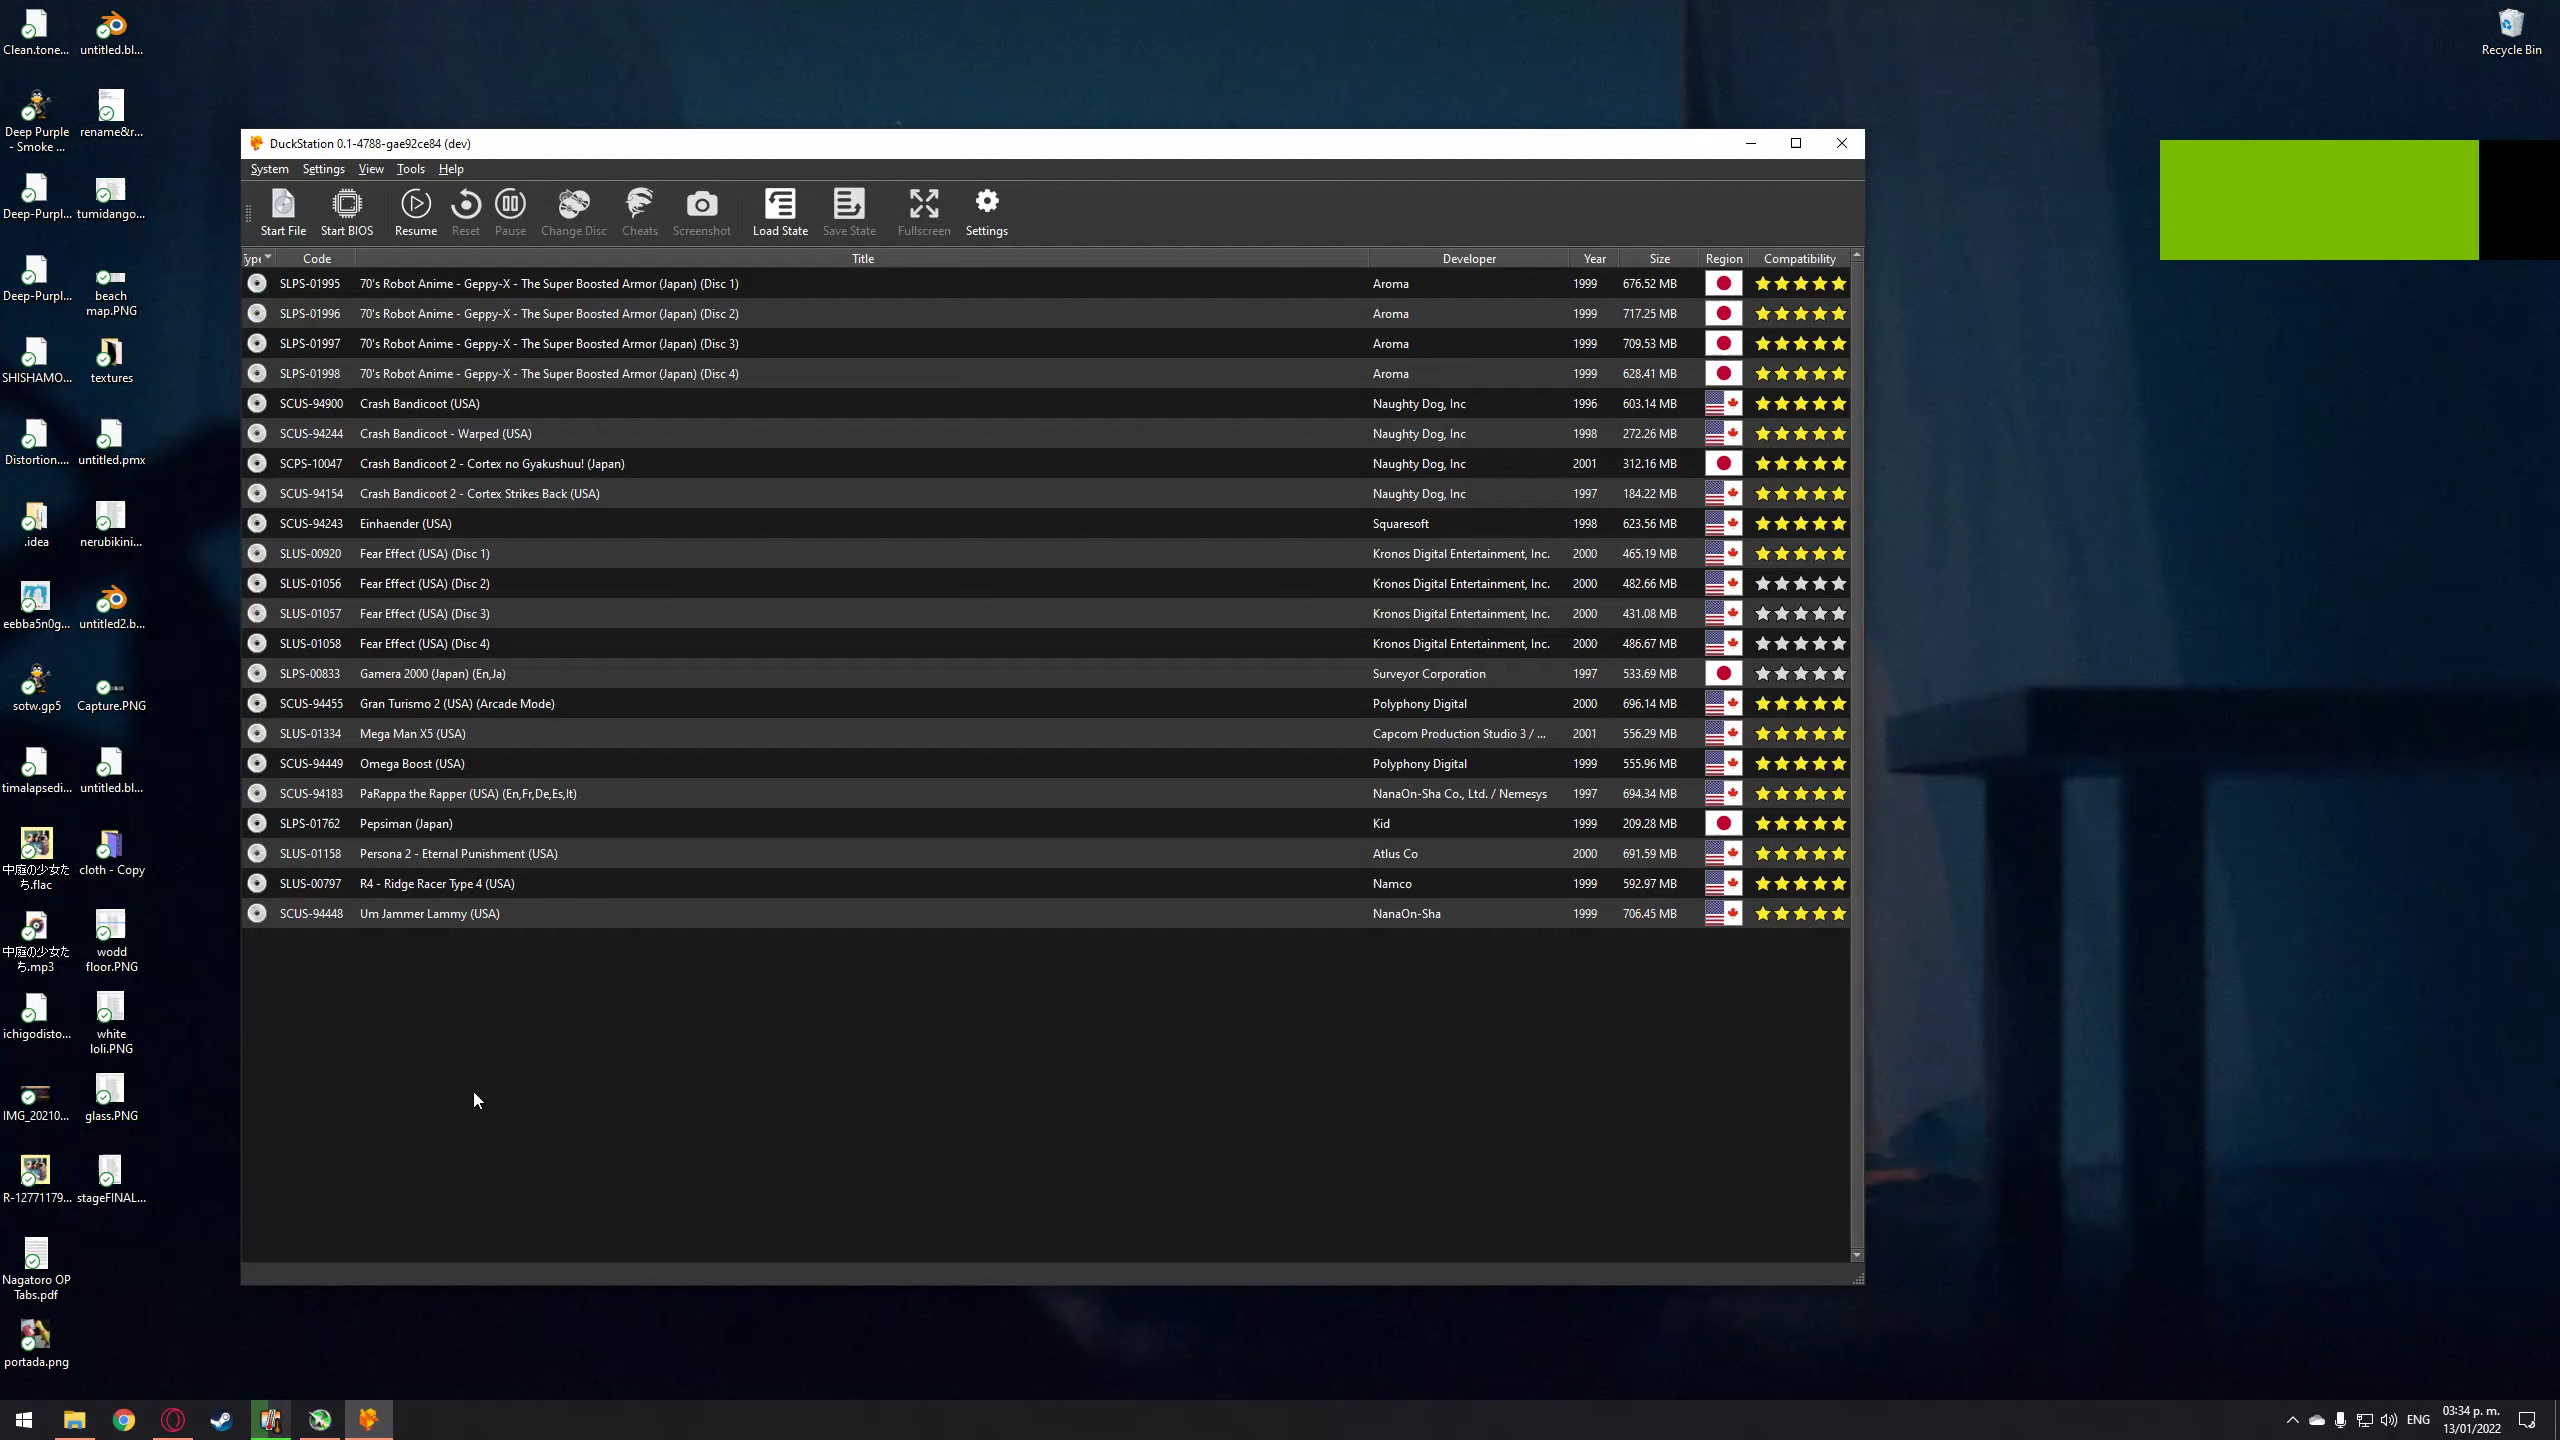 Clean.tone...
untitled.bl...
Deep Purple
- Smoke ...
rename&r...
Deep-Purpl...
tumidango...
Deep-Purpl...
beach
map.PNG
SHISHAMO...
textures
Distortion....
untitled.pmx
.idea
nerubikini...
eebba5n0g...
untitled2.b...
sotw.gp5
Capture.PNG
timalapsedi...
untitled.bl...
中庭の少女た
ち.flac
cloth - Copy
中庭の少女た
ち.mp3
wodd
floor.PNG
ichigodisto...
white
loli.PNG
IMG_20210...
glass.PNG
R-12771179...
stageFINAL...
Nagatoro OP
Tabs.pdf
portada.png
Recycle Bin
DuckStation 0.1-4788-gae92ce84 (dev)
System Settings View Tools Help
Start File Start BIOS Resume Reset Pause Change Disc Cheats Screenshot Load State Save State Fullscreen Settings
Type Code Title Developer Year Size Region Compatibility
SLPS-01995 70's Robot Anime - Geppy-X - The Super Boosted Armor (Japan) (Disc 1) Aroma 1999 676.52 MB
SLPS-01996 70's Robot Anime - Geppy-X - The Super Boosted Armor (Japan) (Disc 2) Aroma 1999 717.25 MB
SLPS-01997 70's Robot Anime - Geppy-X - The Super Boosted Armor (Japan) (Disc 3) Aroma 1999 709.53 MB
SLPS-01998 70's Robot Anime - Geppy-X - The Super Boosted Armor (Japan) (Disc 4) Aroma 1999 628.41 MB
SCUS-94900 Crash Bandicoot (USA) Naughty Dog, Inc 1996 603.14 MB
SCUS-94244 Crash Bandicoot - Warped (USA) Naughty Dog, Inc 1998 272.26 MB
SCPS-10047 Crash Bandicoot 2 - Cortex no Gyakushuu! (Japan) Naughty Dog, Inc 2001 312.16 MB
SCUS-94154 Crash Bandicoot 2 - Cortex Strikes Back (USA) Naughty Dog, Inc 1997 184.22 MB
SCUS-94243 Einhaender (USA) Squaresoft 1998 623.56 MB
SLUS-00920 Fear Effect (USA) (Disc 1) Kronos Digital Entertainment, Inc. 2000 465.19 MB
SLUS-01056 Fear Effect (USA) (Disc 2) Kronos Digital Entertainment, Inc. 2000 482.66 MB
SLUS-01057 Fear Effect (USA) (Disc 3) Kronos Digital Entertainment, Inc. 2000 431.08 MB
SLUS-01058 Fear Effect (USA) (Disc 4) Kronos Digital Entertainment, Inc. 2000 486.67 MB
SLPS-00833 Gamera 2000 (Japan) (En,Ja) Surveyor Corporation 1997 533.69 MB
SCUS-94455 Gran Turismo 2 (USA) (Arcade Mode) Polyphony Digital 2000 696.14 MB
SLUS-01334 Mega Man X5 (USA) Capcom Production Studio 3 / ... 2001 556.29 MB
SCUS-94449 Omega Boost (USA) Polyphony Digital 1999 555.96 MB
SCUS-94183 PaRappa the Rapper (USA) (En,Fr,De,Es,It) NanaOn-Sha Co., Ltd. / Nemesys 1997 694.34 MB
SLPS-01762 Pepsiman (Japan) Kid 1999 209.28 MB
SLUS-01158 Persona 2 - Eternal Punishment (USA) Atlus Co 2000 691.59 MB
SLUS-00797 R4 - Ridge Racer Type 4 (USA) Namco 1999 592.97 MB
SCUS-94448 Um Jammer Lammy (USA) NanaOn-Sha 1999 706.45 MB
ENG
03:34 p. m.
13/01/2022